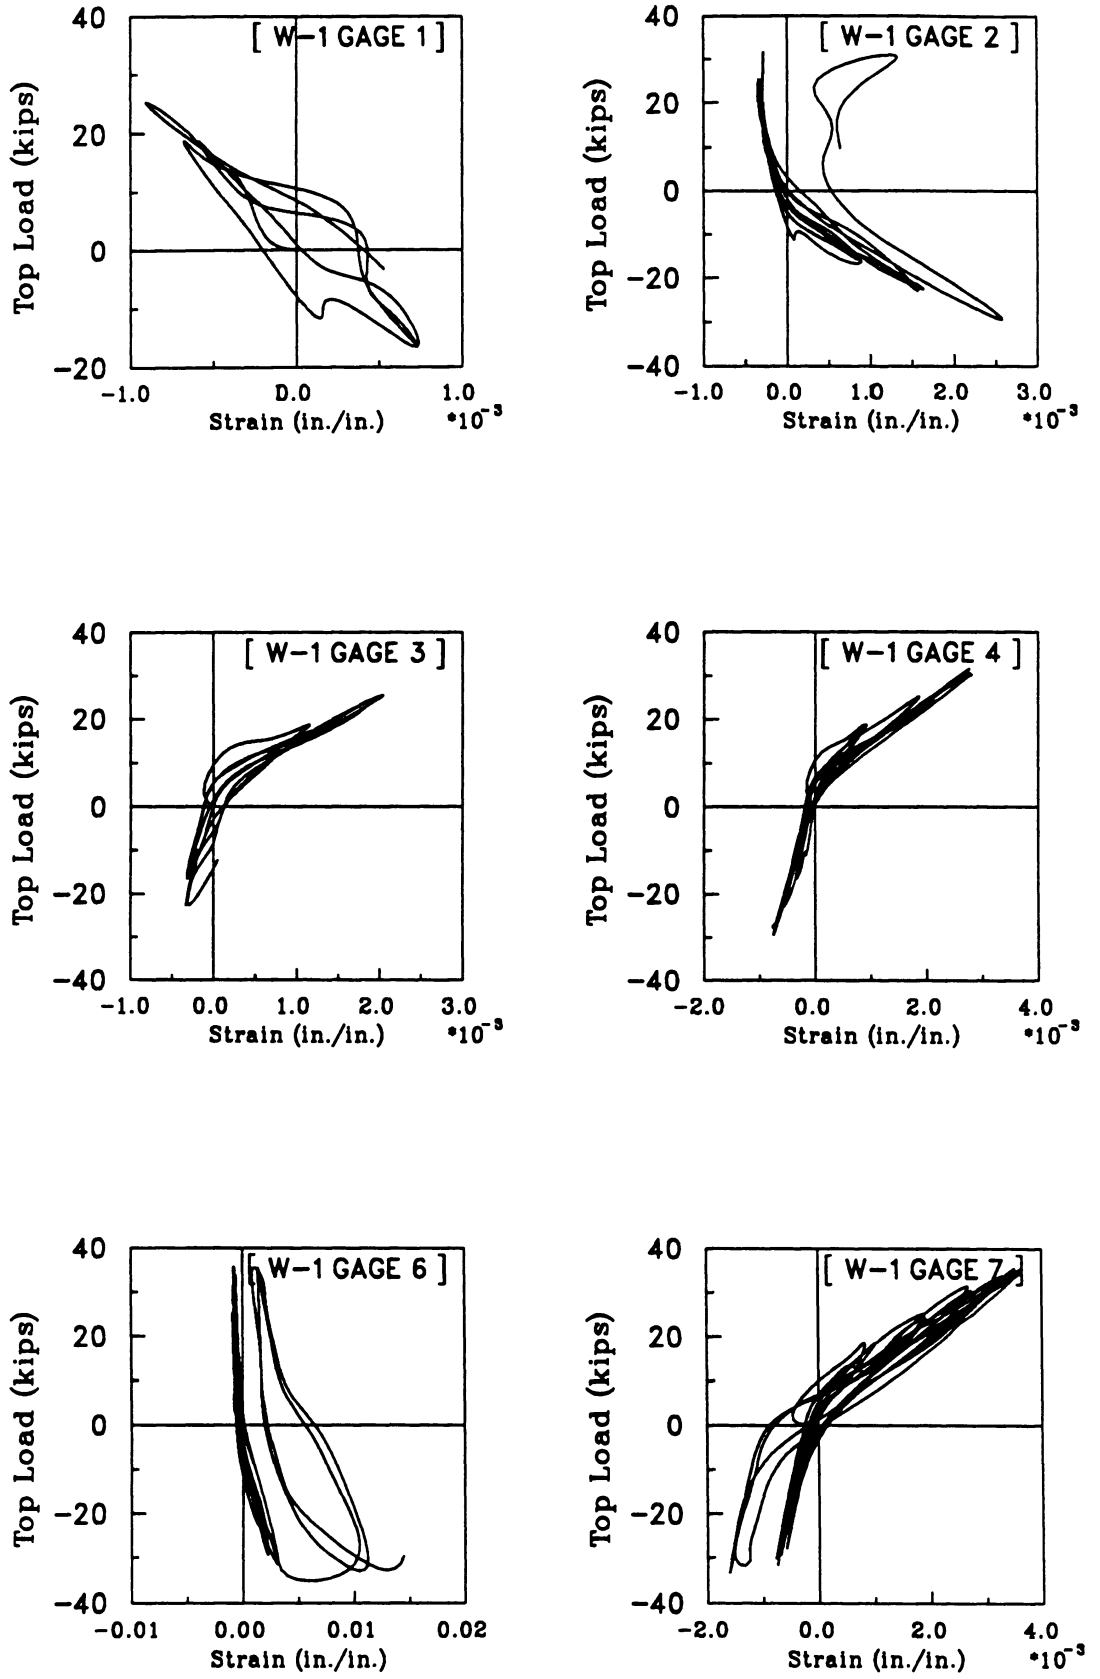 [ W-1 GAGE 1 ]
40
20
0
-20
Top Load (kips)
-1.0 0.0 1.0
Strain (in./in.) *10⁻³
[ W-1 GAGE 2 ]
40
20
0
-20
-40
Top Load (kips)
-1.0 0.0 1.0 2.0 3.0
Strain (in./in.) *10⁻³
[ W-1 GAGE 3 ]
40
20
0
-20
-40
Top Load (kips)
-1.0 0.0 1.0 2.0 3.0
Strain (in./in.) *10⁻³
[ W-1 GAGE 4 ]
40
20
0
-20
-40
Top Load (kips)
-2.0 0.0 2.0 4.0
Strain (in./in.) *10⁻³
[ W-1 GAGE 6 ]
40
20
0
-20
-40
Top Load (kips)
-0.01 0.00 0.01 0.02
Strain (in./in.)
[ W-1 GAGE 7 ]
40
20
0
-20
-40
Top Load (kips)
-2.0 0.0 2.0 4.0
Strain (in./in.) *10⁻³